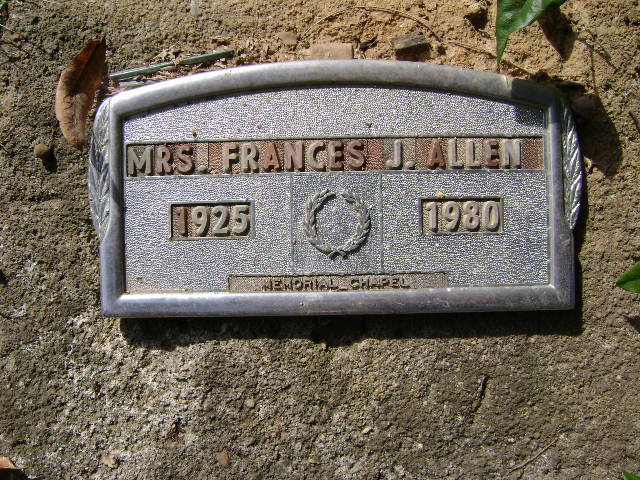 MRS. FRANCES J. ALLEN
1925 1980
MEMORIAL CHAPEL